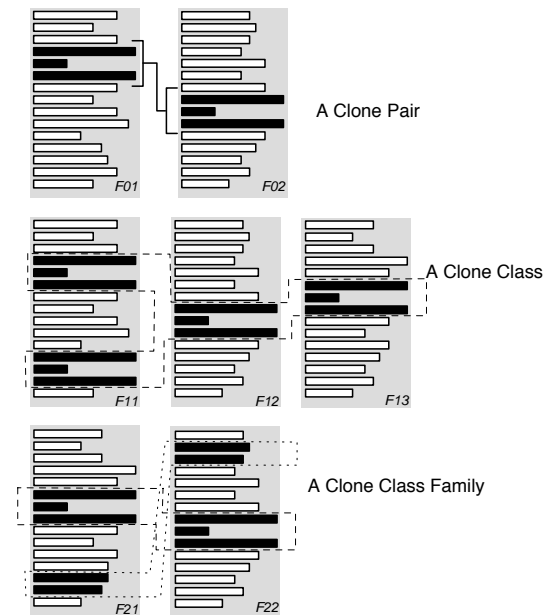 A Clone Pair
F01
F02
A Clone Class
F11
F12
F13
A Clone Class Family
F21
F22